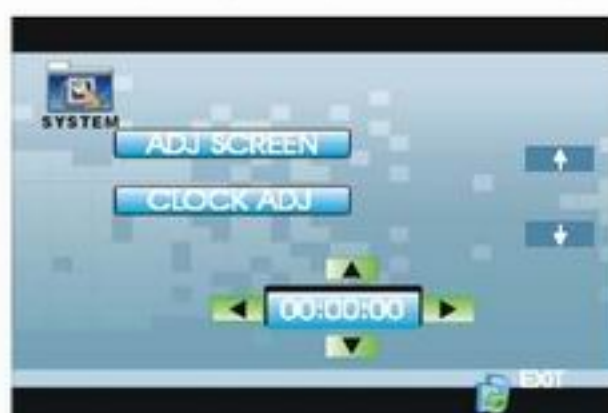 SYSTEM
ADJ SCREEN
CLOCK ADJ
00:00:00
EXIT